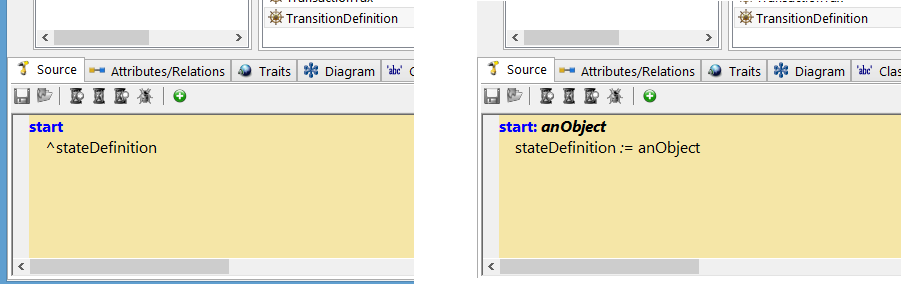 TransitionDefinition
Source Attributes/Relations Traits Diagram 'abc'
start
^stateDefinition
TransitionDefinition
Source Attributes/Relations Traits Diagram 'abc' Clas
start: anObject
stateDefinition := anObject